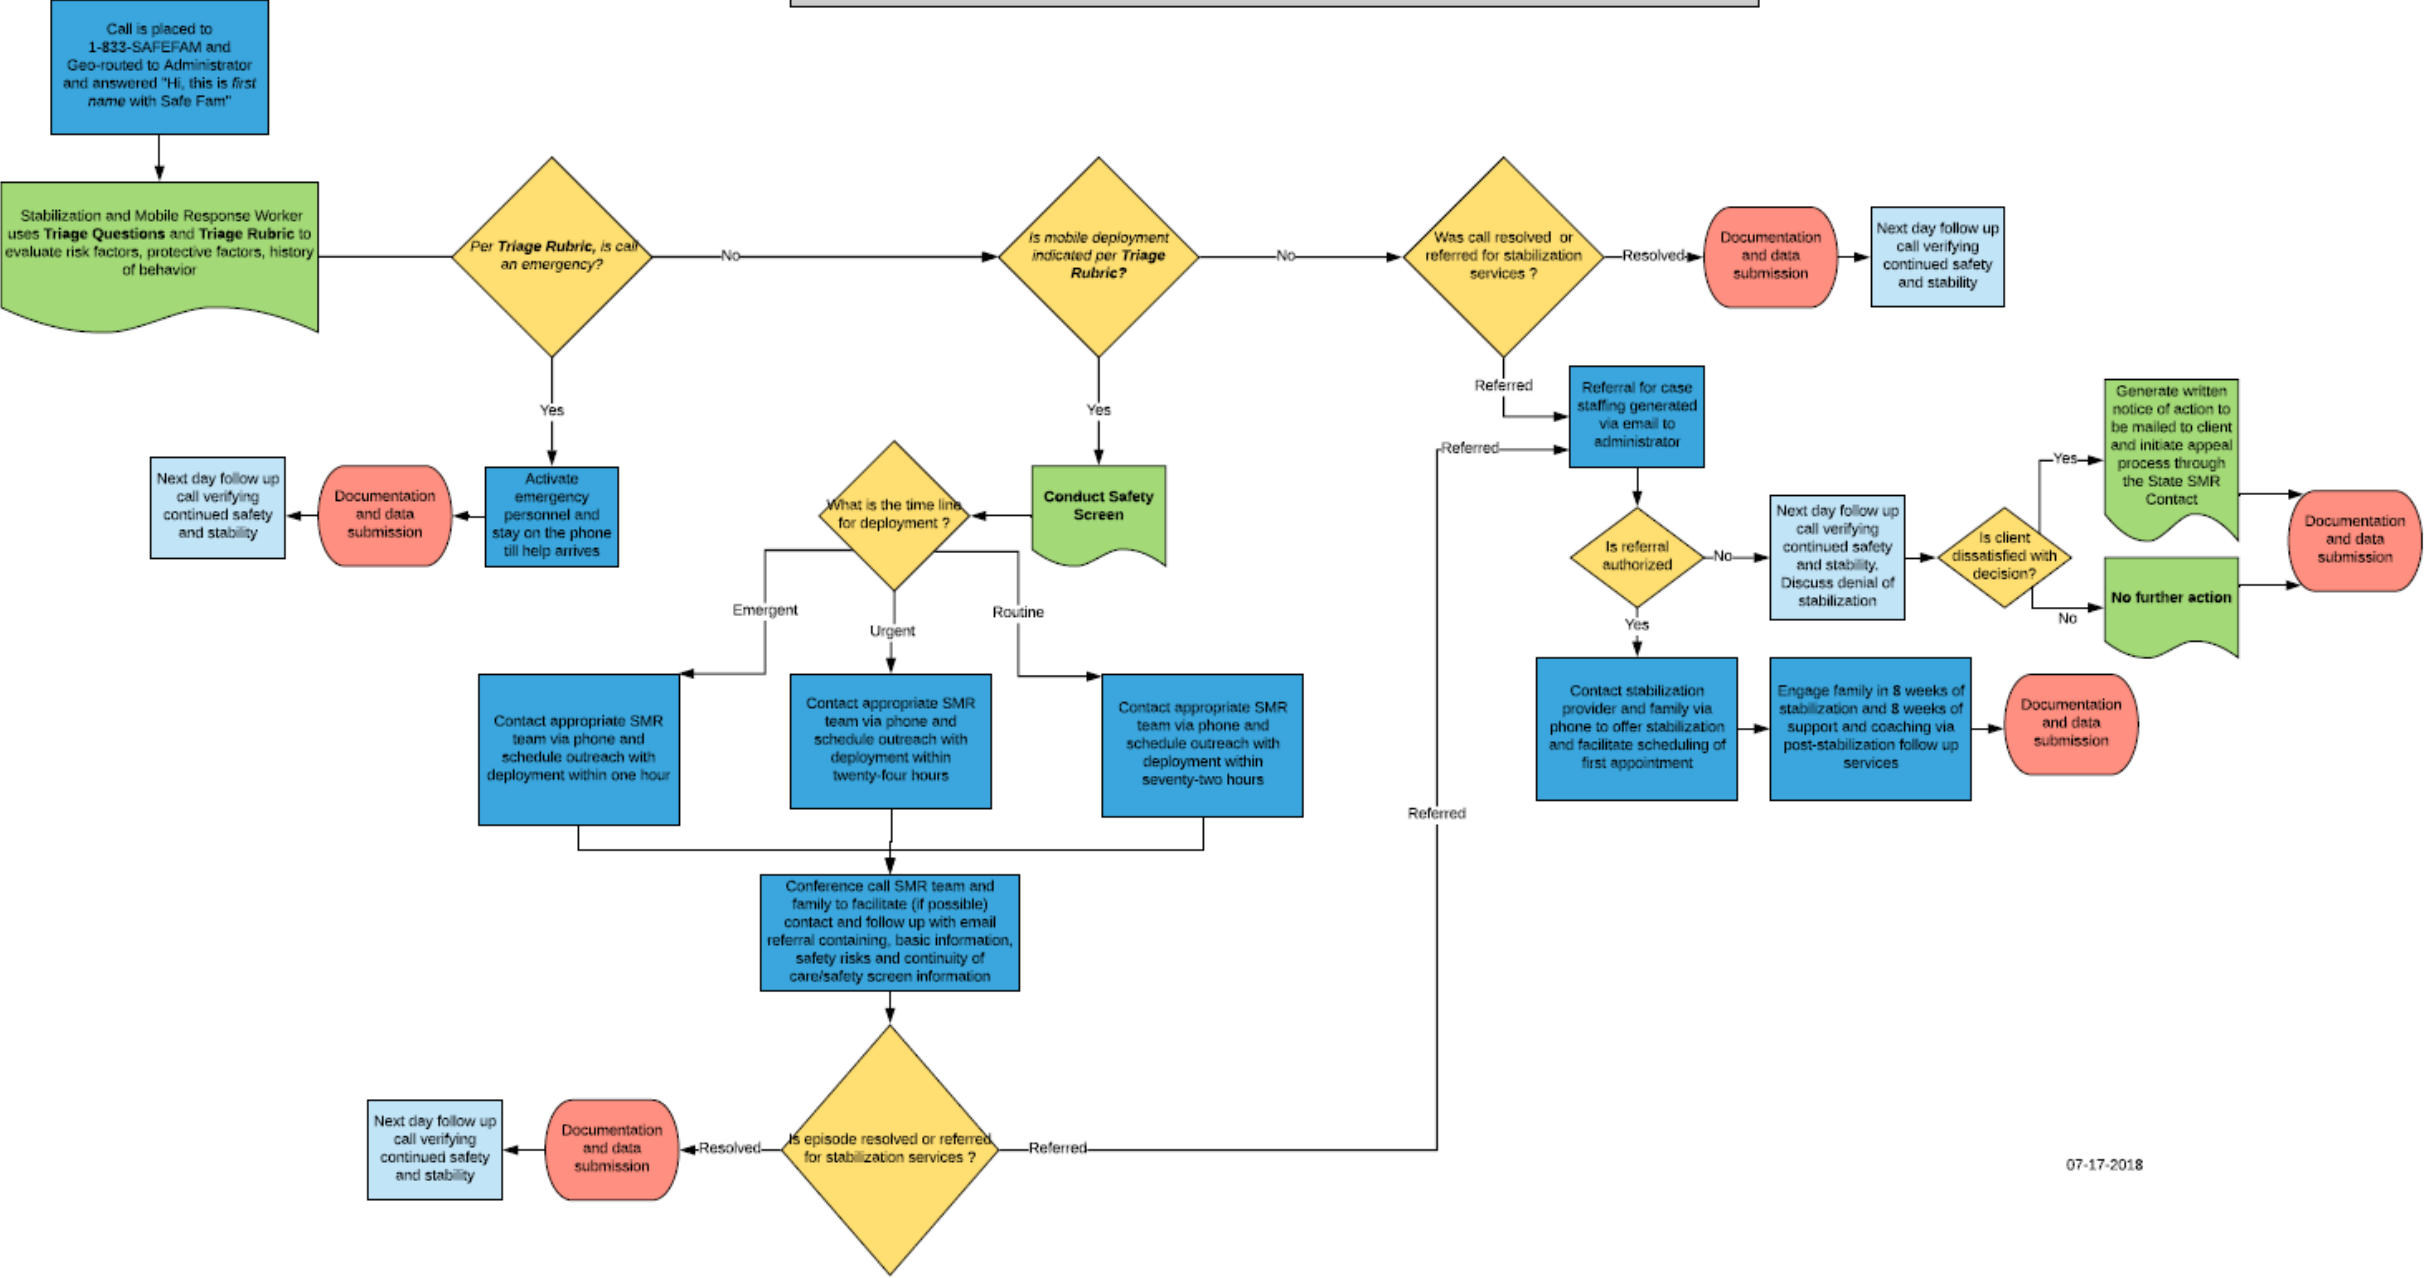 Call is placed to
1-833-SAFEFAM and
Geo-routed to Administrator
and answered "Hi, this is first
name with Safe Fam"
Stabilization and Mobile Response Worker
uses Triage Questions and Triage Rubric to
evaluate risk factors, protective factors, history
of behavior
Per Triage Rubric, is call
an emergency?
No
Is mobile deployment
indicated per Triage
Rubric?
No
Was call resolved or
referred for stabilization
services ?
Resolved
Documentation
and data
submission
Next day follow up
call verifying
continued safety
and stability
Yes
Activate
emergency
personnel and
stay on the phone
till help arrives
Documentation
and data
submission
Next day follow up
call verifying
continued safety
and stability
Yes
Conduct Safety
Screen
What is the time line
for deployment ?
Emergent
Urgent
Routine
Contact appropriate SMR
team via phone and
schedule outreach with
deployment within one hour
Contact appropriate SMR
team via phone and
schedule outreach with
deployment within
twenty-four hours
Contact appropriate SMR
team via phone and
schedule outreach with
deployment within
seventy-two hours
Conference call SMR team and
family to facilitate (if possible)
contact and follow up with email
referral containing, basic information,
safety risks and continuity of
care/safety screen information
Is episode resolved or referred
for stabilization services ?
Resolved
Documentation
and data
submission
Next day follow up
call verifying
continued safety
and stability
Referred
Referred
Referred
Referred
Referral for case
staffing generated
via email to
administrator
Is referral
authorized
No
Next day follow up
call verifying
continued safety
and stability.
Discuss denial of
stabilization
Is client
dissatisfied with
decision?
Yes
Generate written
notice of action to
be mailed to client
and initiate appeal
process through
the State SMR
Contact
No
No further action
Documentation
and data
submission
Yes
Contact stabilization
provider and family via
phone to offer stabilization
and facilitate scheduling of
first appointment
Engage family in 8 weeks of
stabilization and 8 weeks of
support and coaching via
post-stabilization follow up
services
Documentation
and data
submission
07-17-2018